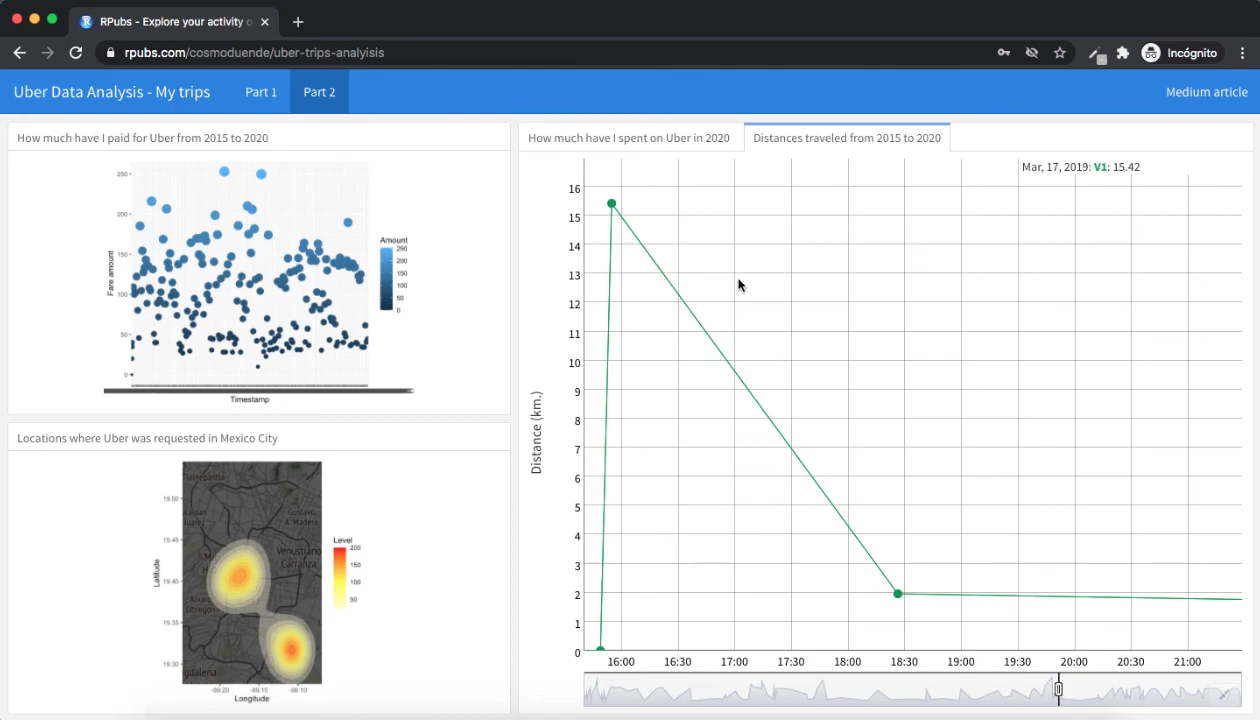 RPubs - Explore your activity o
rpubs.com/cosmoduende/uber-trips-analyisis
Incógnito
Uber Data Analysis - My trips
Part 1
Part 2
Medium article
How much have I paid for Uber from 2015 to 2020
250
200
150
100
50
0
Fare amount
Timestamp
Amount
250
200
150
100
50
0
Locations where Uber was requested in Mexico City
19.50
19.45
19.40
19.35
19.30
Latitude
Tlalnepantla
Gustavo
A. Madero
Venustiano
Carranza
Alvaro
Obregon
gdalena
-99.20
-99.15
-99.10
Longitude
Level
200
150
100
50
How much have I spent on Uber in 2020
Distances traveled from 2015 to 2020
Mar, 17, 2019: V1: 15.42
16
15
14
13
12
11
10
9
8
7
6
5
4
3
2
1
0
Distance (km.)
16:00
16:30
17:00
17:30
18:00
18:30
19:00
19:30
20:00
20:30
21:00